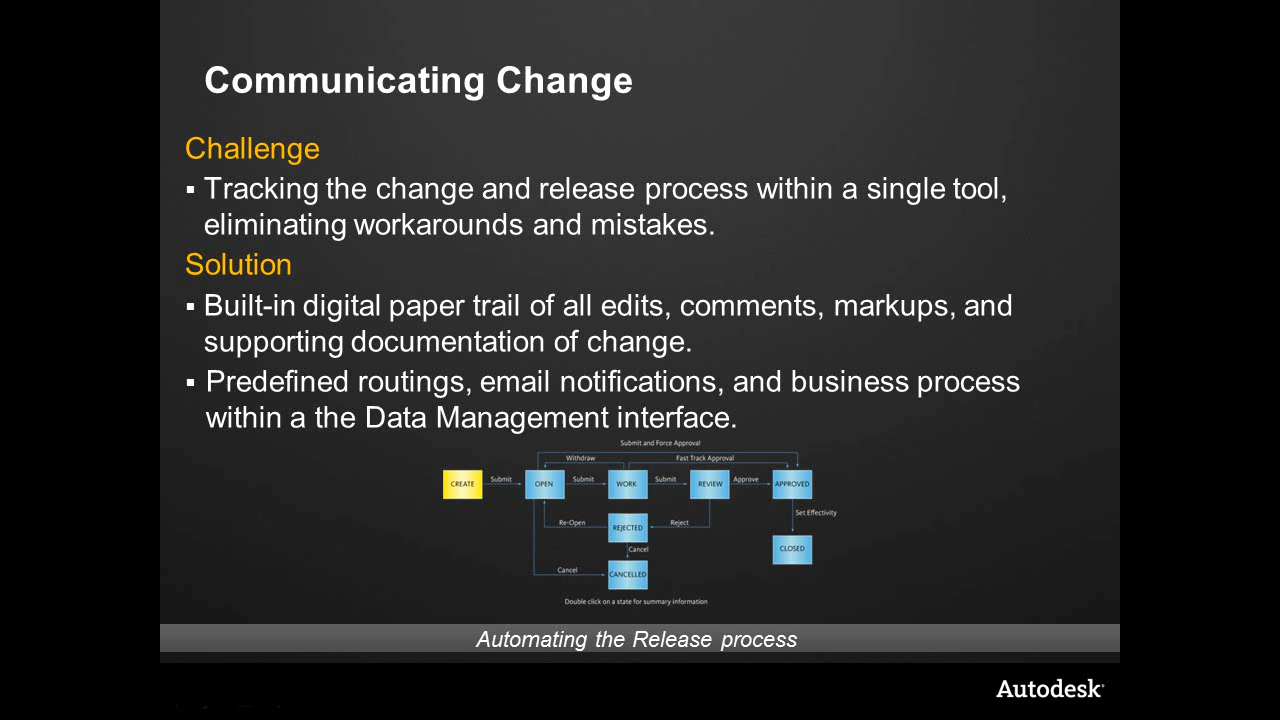 Communicating Change
Challenge
▪ Tracking the change and release process within a single tool,
eliminating workarounds and mistakes.
Solution
▪ Built-in digital paper trail of all edits, comments, markups, and
supporting documentation of change.
▪ Predefined routings, email notifications, and business process
within a the Data Management interface.
Submit and Force Approval
Withdraw
Fast Track Approval
CREATE Submit OPEN Submit WORK Submit REVIEW Approve APPROVED
Set Effectivity
Re-Open REJECTED Reject
CLOSED
Cancel
Cancel CANCELLED
Double click on a state for summary information
Automating the Release process
Autodesk